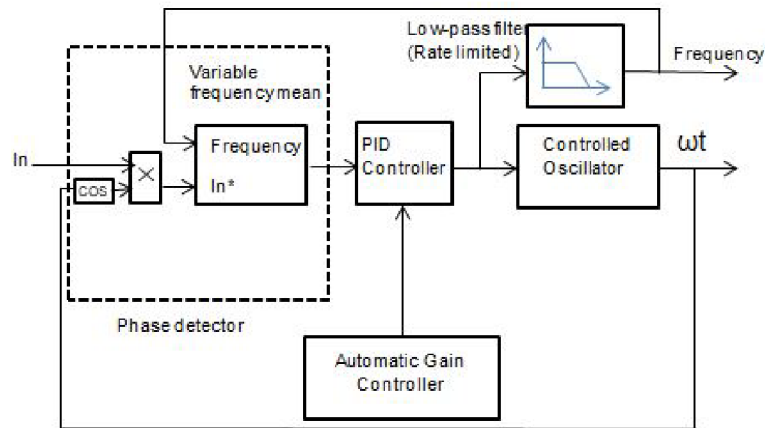 Low-pass filter
(Rate limited)
Frequency
Variable
frequency mean
In
cos
×
Frequency
In*
PID
Controller
Controlled
Oscillator
ωt
Phase detector
Automatic Gain
Controller